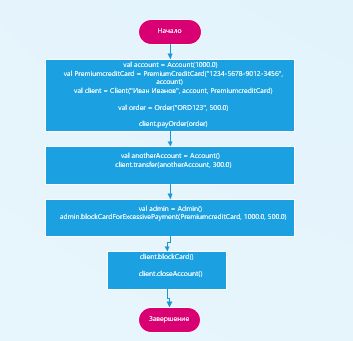 Начало
val account = Account(1000.0)
val PremiumcreditCard = PremiumCreditCard("1234-5678-9012-3456",
account)
val client = Client("Иван Иванов", account, PremiumcreditCard)
val order = Order("ORD123", 500.0)
client.payOrder(order)
val anotherAccount = Account()
client.transfer(anotherAccount, 300.0)
val admin = Admin()
admin.blockCardForExcessivePayment(PremiumcreditCard, 1000.0, 500.0)
client.blockCard()
client.closeAccount()
Завершение